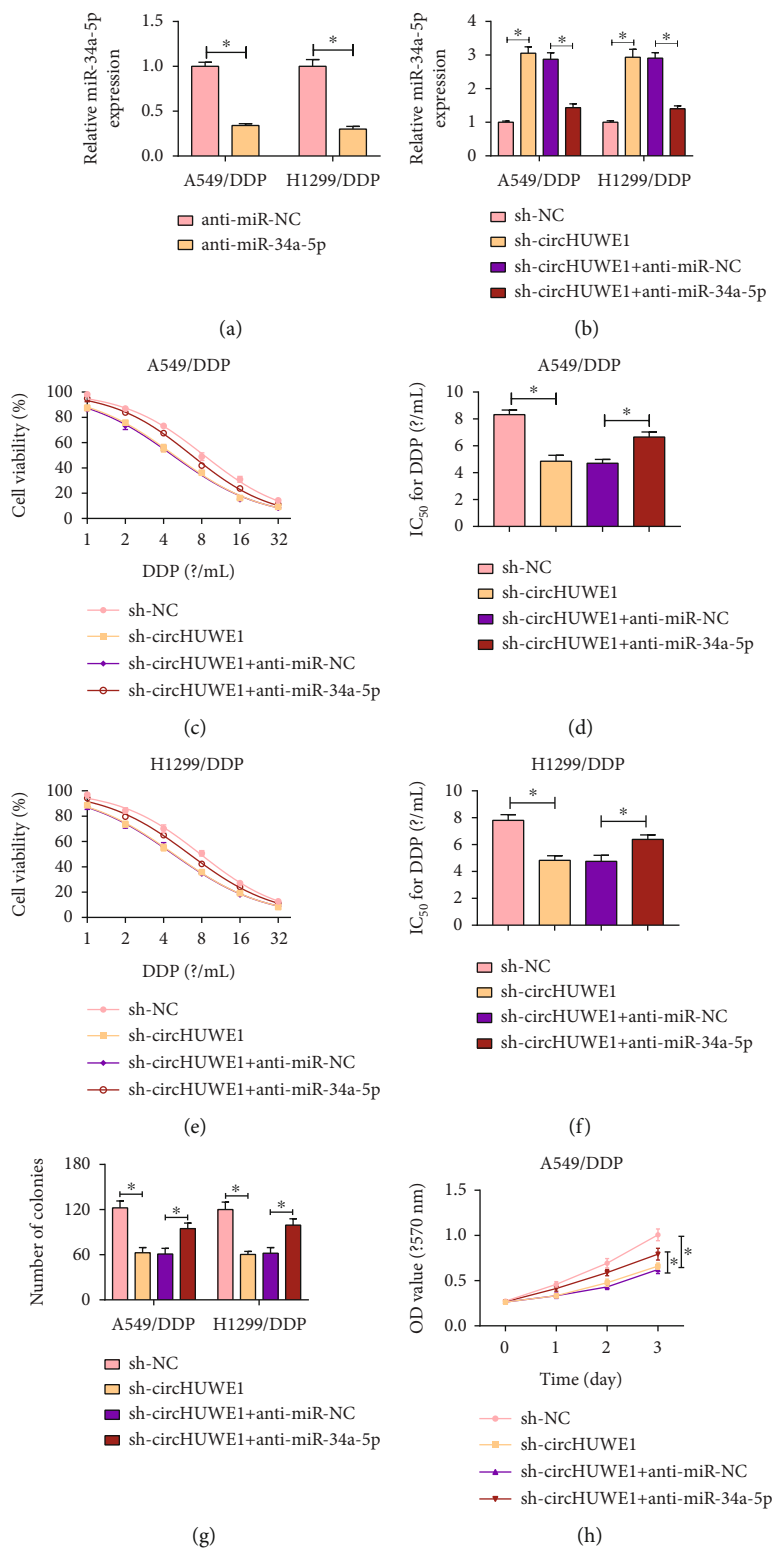 Relative miR-34a-5p
expression
1.5
1.0
0.5
0.0
*
*
A549/DDP
H1299/DDP
anti-miR-NC
anti-miR-34a-5p
(a)
Relative miR-34a-5p
expression
4
3
2
1
0
*
*
*
*
A549/DDP
H1299/DDP
sh-NC
sh-circHUWE1
sh-circHUWE1+anti-miR-NC
sh-circHUWE1+anti-miR-34a-5p
(b)
A549/DDP
Cell viability (%)
100
80
60
40
20
0
1
2
4
8
16
32
DDP (?/mL)
sh-NC
sh-circHUWE1
sh-circHUWE1+anti-miR-NC
sh-circHUWE1+anti-miR-34a-5p
(c)
A549/DDP
IC50 for DDP (?/mL)
10
8
6
4
2
0
*
*
sh-NC
sh-circHUWE1
sh-circHUWE1+anti-miR-NC
sh-circHUWE1+anti-miR-34a-5p
(d)
H1299/DDP
Cell viability (%)
100
80
60
40
20
0
1
2
4
8
16
32
DDP (?/mL)
sh-NC
sh-circHUWE1
sh-circHUWE1+anti-miR-NC
sh-circHUWE1+anti-miR-34a-5p
(e)
H1299/DDP
IC50 for DDP (?/mL)
10
8
6
4
2
0
*
*
sh-NC
sh-circHUWE1
sh-circHUWE1+anti-miR-NC
sh-circHUWE1+anti-miR-34a-5p
(f)
Number of colonies
180
120
60
0
*
*
*
*
A549/DDP
H1299/DDP
sh-NC
sh-circHUWE1
sh-circHUWE1+anti-miR-NC
sh-circHUWE1+anti-miR-34a-5p
(g)
A549/DDP
OD value (?570 nm)
1.5
1.0
0.5
0.0
*
*
0
1
2
3
Time (day)
sh-NC
sh-circHUWE1
sh-circHUWE1+anti-miR-NC
sh-circHUWE1+anti-miR-34a-5p
(h)